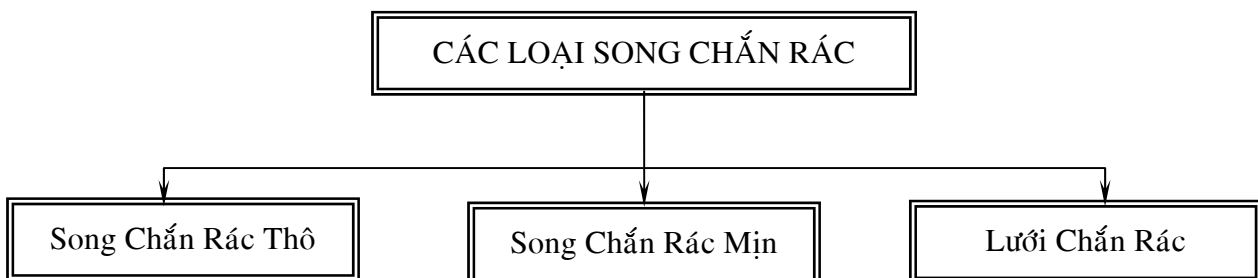 CÁC LOẠI SONG CHẮN RÁC
Song Chắn Rác Thô
Song Chắn Rác Mịn
Lưới Chắn Rác